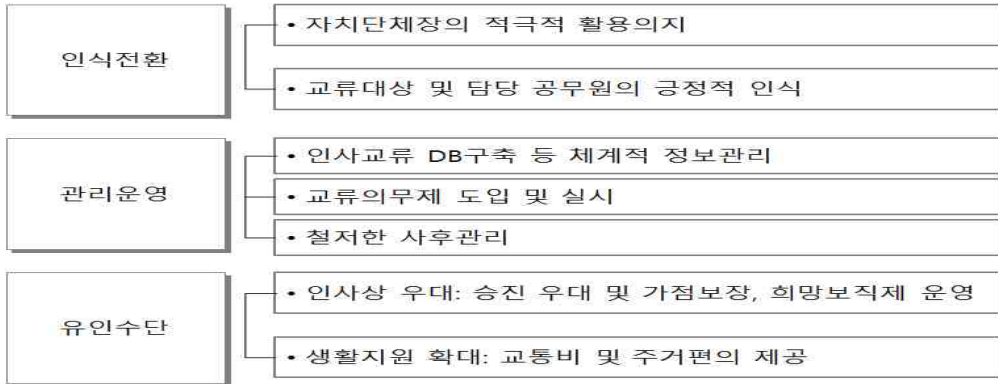 인식전환
• 자치단체장의 적극적 활용의지
• 교류대상 및 담당 공무원의 긍정적 인식
관리운영
• 인사교류 DB구축 등 체계적 정보관리
• 교류의무제 도입 및 실시
• 철저한 사후관리
유인수단
• 인사상 우대: 승진 우대 및 가점보장, 희망보직제 운영
• 생활지원 확대: 교통비 및 주거편의 제공